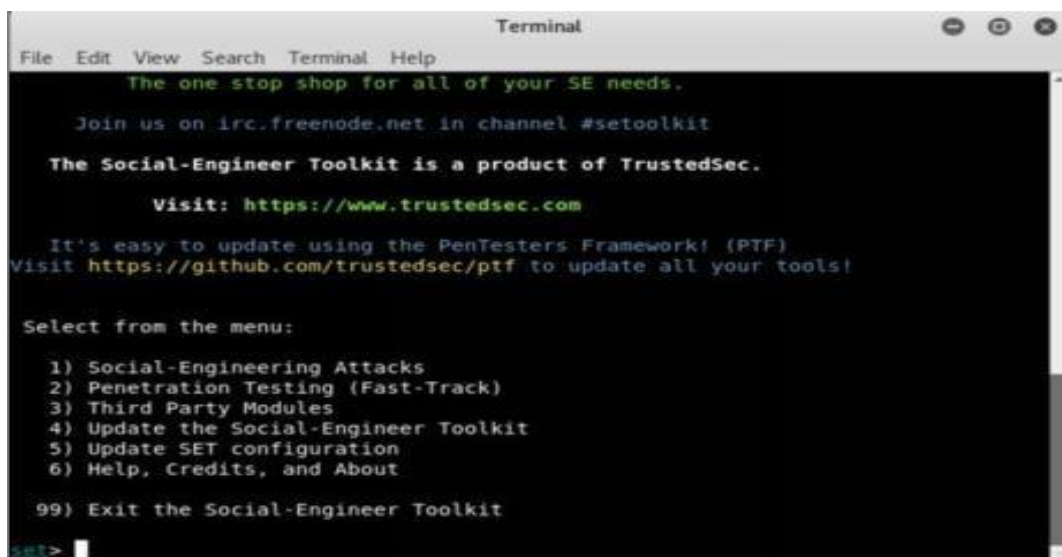 Terminal
File Edit View Search Terminal Help
The one stop shop for all of your SE needs.
Join us on irc.freenode.net in channel #setoolkit
The Social-Engineer Toolkit is a product of TrustedSec.
Visit: https://www.trustedsec.com
It's easy to update using the PenTesters Framework! (PTF)
Visit https://github.com/trustedsec/ptf to update all your tools!
Select from the menu:
1) Social-Engineering Attacks
2) Penetration Testing (Fast-Track)
3) Third Party Modules
4) Update the Social-Engineer Toolkit
5) Update SET configuration
6) Help, Credits, and About
99) Exit the Social-Engineer Toolkit
set>